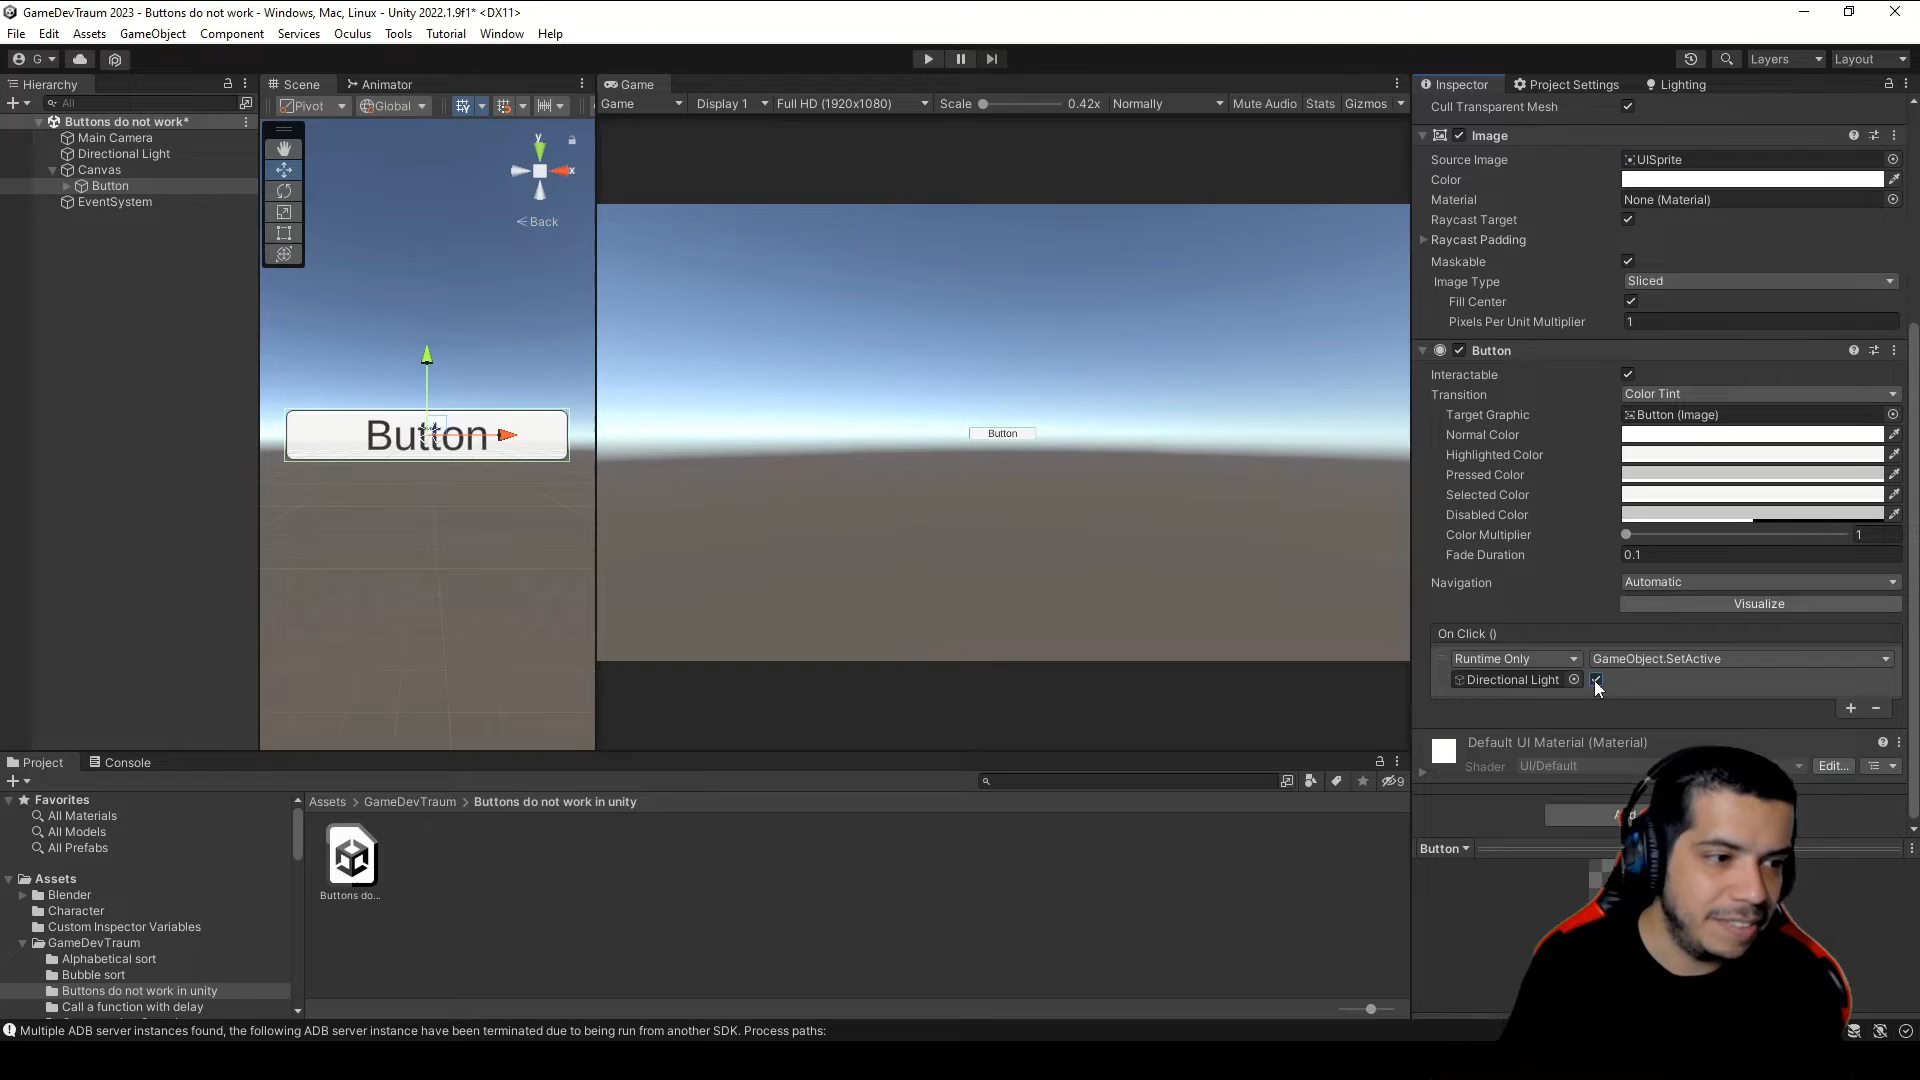 GameDevTraum 2023 - Buttons do not work - Windows, Mac, Linux - Unity 2022.1.9f1* <DX11>
File Edit Assets GameObject Component Services Oculus Tools Tutorial Window Help
G Layers Layout
Hierarchy
All
Buttons do not work*
Main Camera
Directional Light
Canvas
Button
EventSystem
Scene Animator
Pivot Global
y
x
Back
Button
Game
Game Display 1 Full HD (1920x1080) Scale 0.42x Normally Mute Audio Stats Gizmos
Button
Inspector Project Settings Lighting
Cull Transparent Mesh
Image
Source Image UISprite
Color
Material None (Material)
Raycast Target
Raycast Padding
Maskable
Image Type Sliced
Fill Center
Pixels Per Unit Multiplier 1
Button
Interactable
Transition Color Tint
Target Graphic Button (Image)
Normal Color
Highlighted Color
Pressed Color
Selected Color
Disabled Color
Color Multiplier 1
Fade Duration 0.1
Navigation Automatic
Visualize
On Click ()
Runtime Only GameObject.SetActive
Directional Light
Default UI Material (Material)
Shader UI/Default Edit...
Button
Project Console
9
Favorites
All Materials
All Models
All Prefabs
Assets
Blender
Character
Custom Inspector Variables
GameDevTraum
Alphabetical sort
Bubble sort
Buttons do not work in unity
Call a function with delay
Assets > GameDevTraum > Buttons do not work in unity
Buttons do...
Multiple ADB server instances found, the following ADB server instance have been terminated due to being run from another SDK. Process paths: